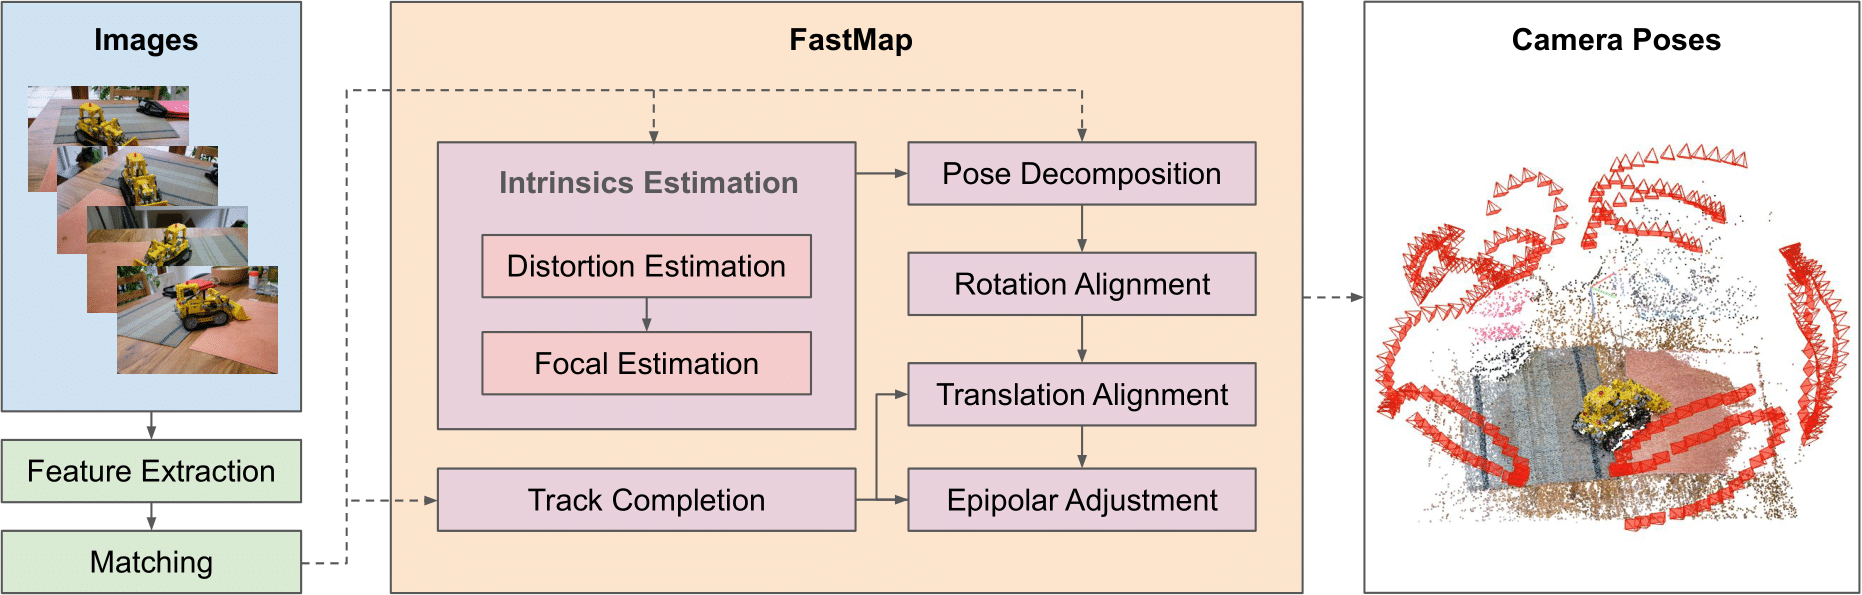 Images
Feature Extraction
Matching
FastMap
Intrinsics Estimation
Distortion Estimation
Focal Estimation
Track Completion
Pose Decomposition
Rotation Alignment
Translation Alignment
Epipolar Adjustment
Camera Poses